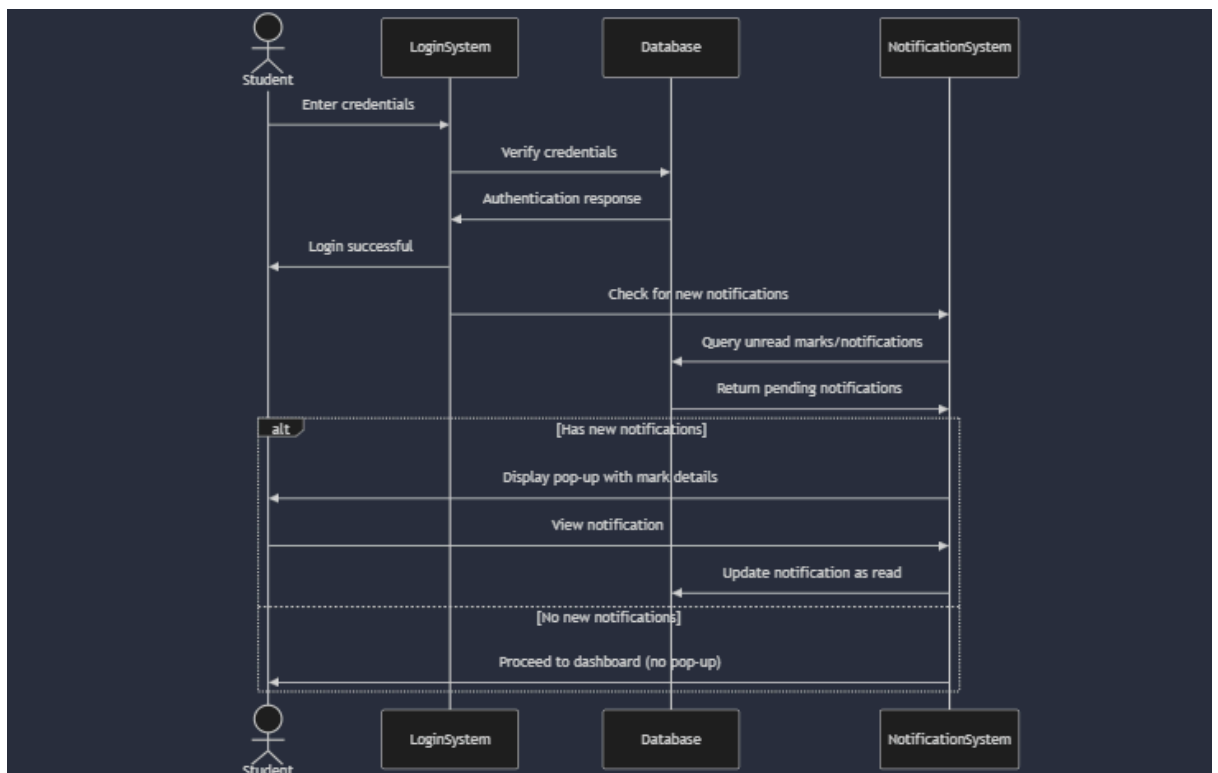 Student
LoginSystem
Database
NotificationSystem
Enter credentials
Verify credentials
Authentication response
Login successful
Check for new notifications
Query unread marks/notifications
Return pending notifications
alt
[Has new notifications]
Display pop-up with mark details
View notification
Update notification as read
[No new notifications]
Proceed to dashboard (no pop-up)
Student
LoginSystem
Database
NotificationSystem